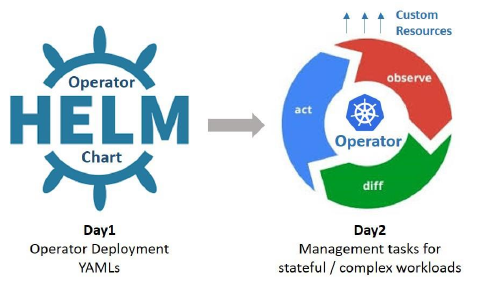 Operator
HELM
Chart
Day1
Operator Deployment
YAMLs
Custom
Resources
observe
act
Operator
diff
Day2
Management tasks for
stateful / complex workloads